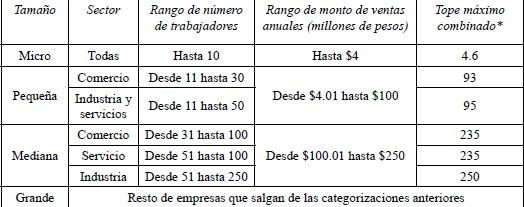 Tamaño Sector Rango de número de trabajadores Rango de monto de ventas anuales (millones de pesos) Tope máximo combinado*
Micro Todas Hasta 10 Hasta $4 4.6
Pequeña Comercio Desde 11 hasta 30 Desde $4.01 hasta $100 93
Industria y servicios Desde 11 hasta 50 95
Mediana Comercio Desde 31 hasta 100 Desde $100.01 hasta $250 235
Servicio Desde 51 hasta 100 235
Industria Desde 51 hasta 250 250
Grande Resto de empresas que salgan de las categorizaciones anteriores